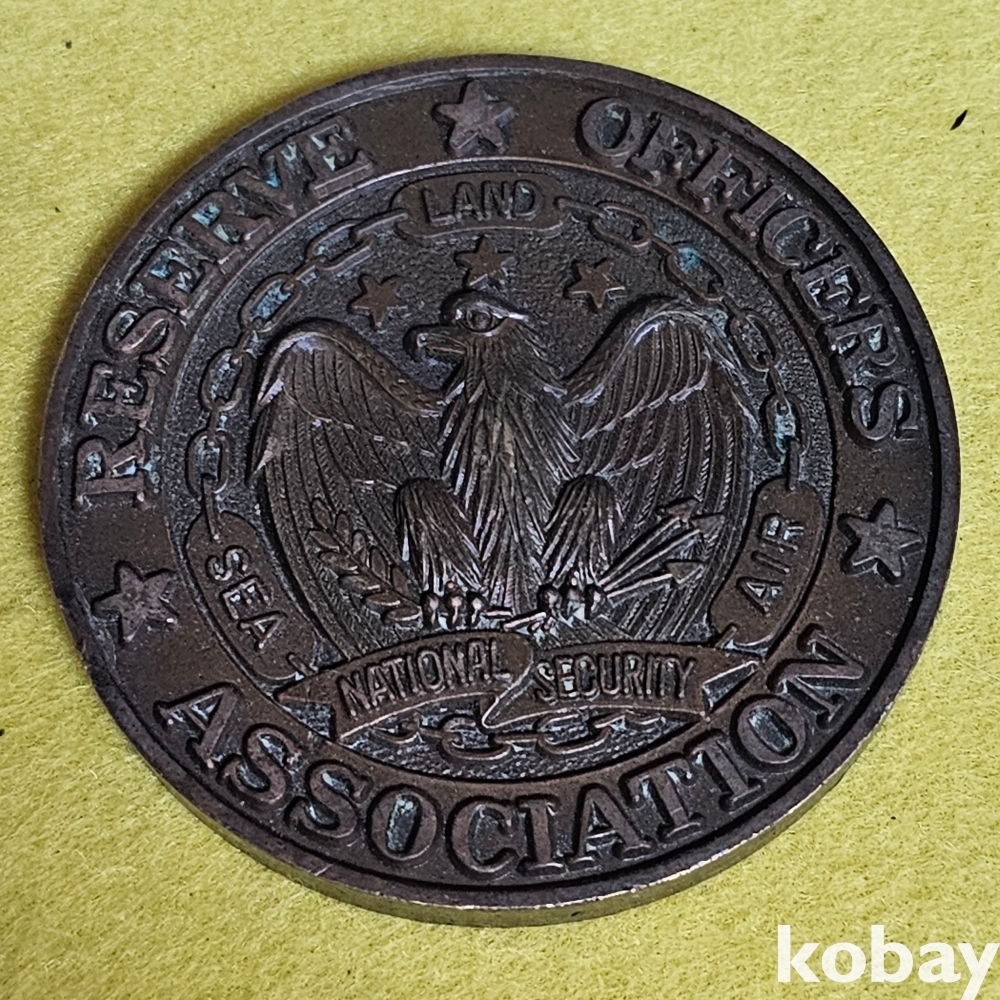 RESERVE OFFICERS
ASSOCIATION
LAND
SEA
AIR
NATIONAL SECURITY
kobay